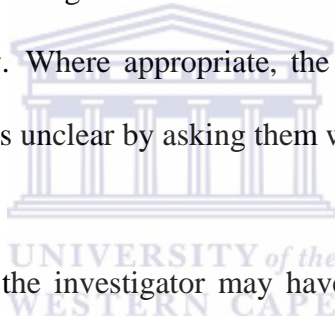 . Where appropriate, the
s unclear by asking them w
UNIVERSITY of the
the investigator may have
WESTERN CAPE